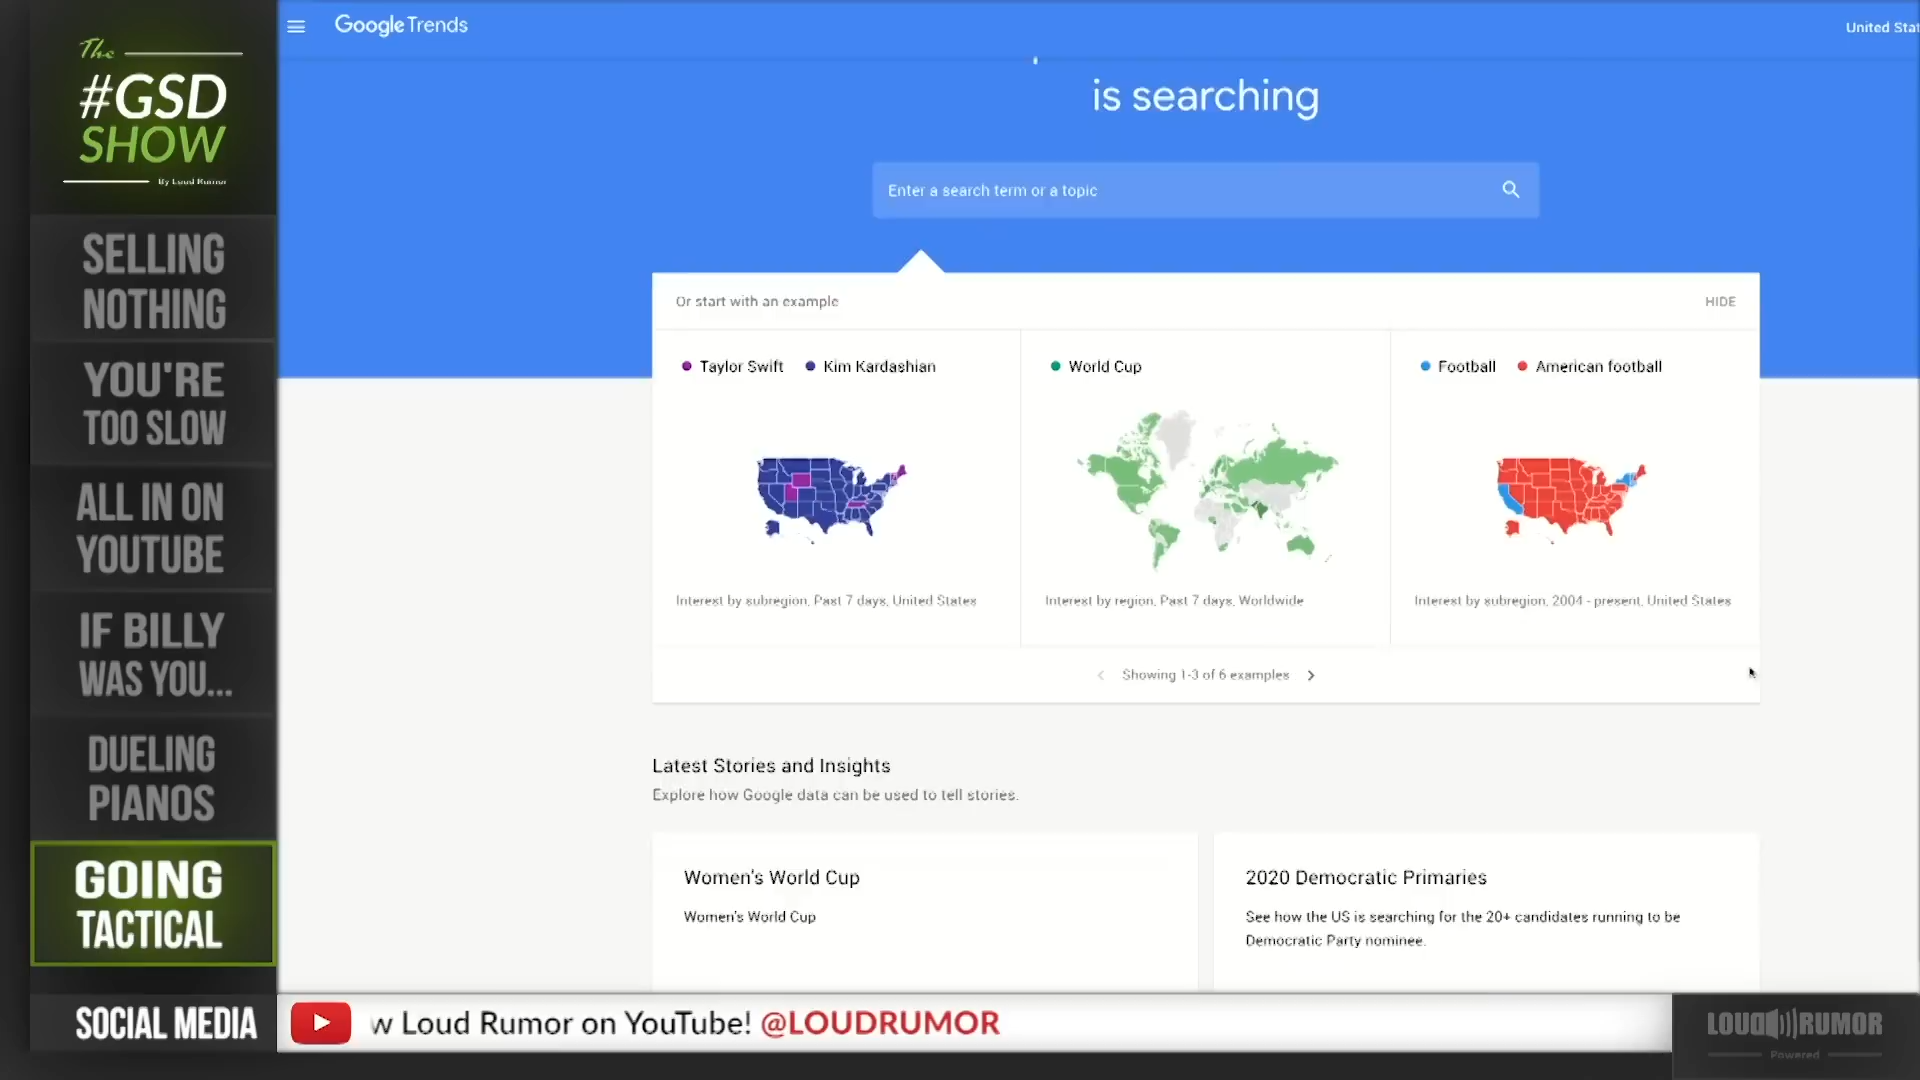 The
#GSD
SHOW
By Loud Rumor
SELLING
NOTHING
YOU'RE
TOO SLOW
ALL IN ON
YOUTUBE
IF BILLY
WAS YOU...
DUELING
PIANOS
GOING
TACTICAL
SOCIAL MEDIA
Google Trends
United Stat
is searching
Enter a search term or a topic
Or start with an example
HIDE
Taylor Swift Kim Kardashian
World Cup
Football American football
Interest by subregion, Past 7 days, United States
Interest by region, Past 7 days, Worldwide
Interest by subregion, 2004 - present, United States
Showing 1-3 of 6 examples
Latest Stories and Insights
Explore how Google data can be used to tell stories.
Women's World Cup
Women's World Cup
2020 Democratic Primaries
See how the US is searching for the 20+ candidates running to be
Democratic Party nominee.
w Loud Rumor on YouTube! @LOUDRUMOR
LOUD RUMOR
Powered